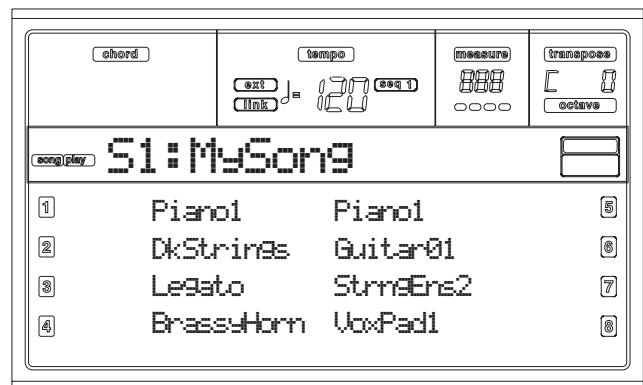 chord tempo measure transpose
ext 120 seq 1 888 C 0
link octave
song play S1:MySong
1 Piano1 Piano1 5
2 DkStrings Guitar01 6
3 Legato StrngEns2 7
4 BrassyHorn VoxPad1 8